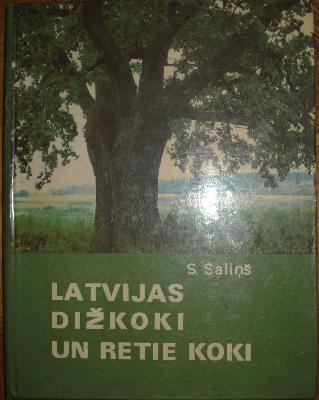 S. Saliņš
LATVIJAS
DIŽKOKI
UN RETIE KOKI